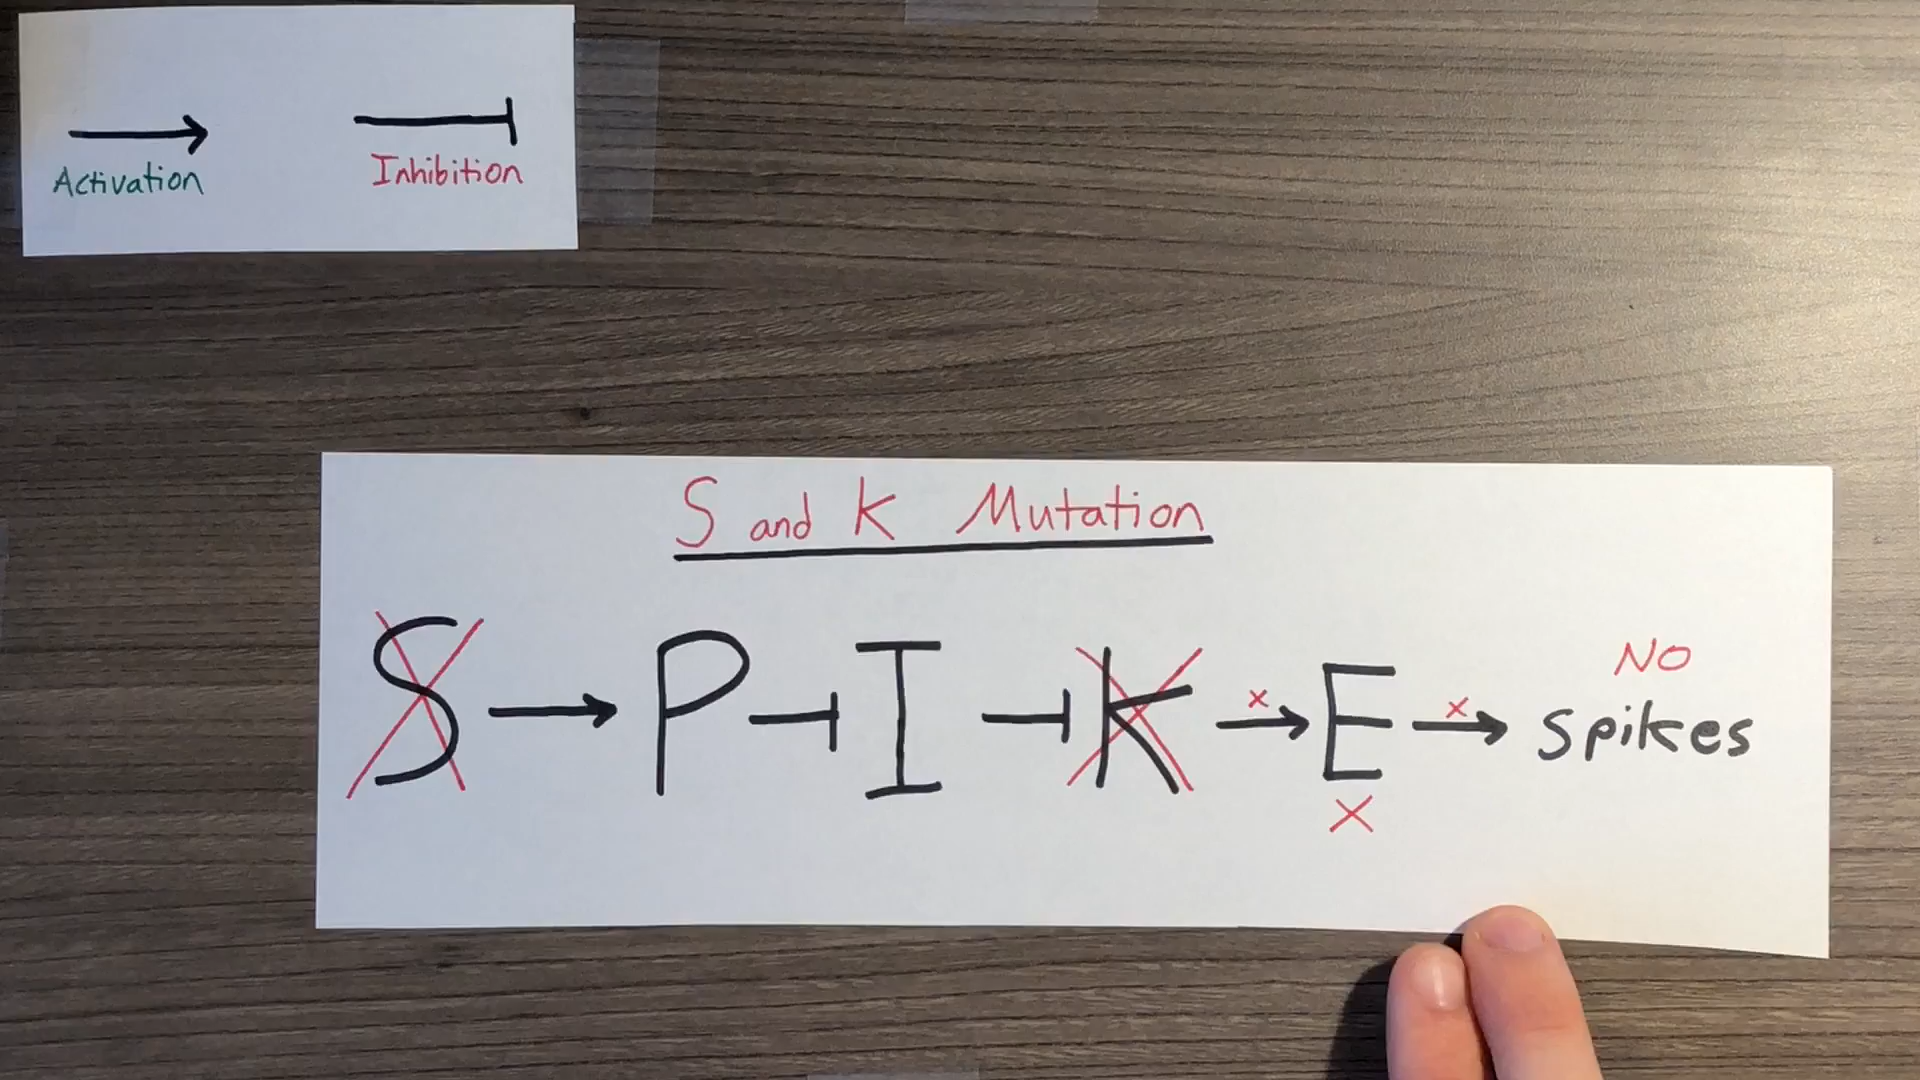 Activation
Inhibition
S and K Mutation
S P I K E NO spikes
x x
X